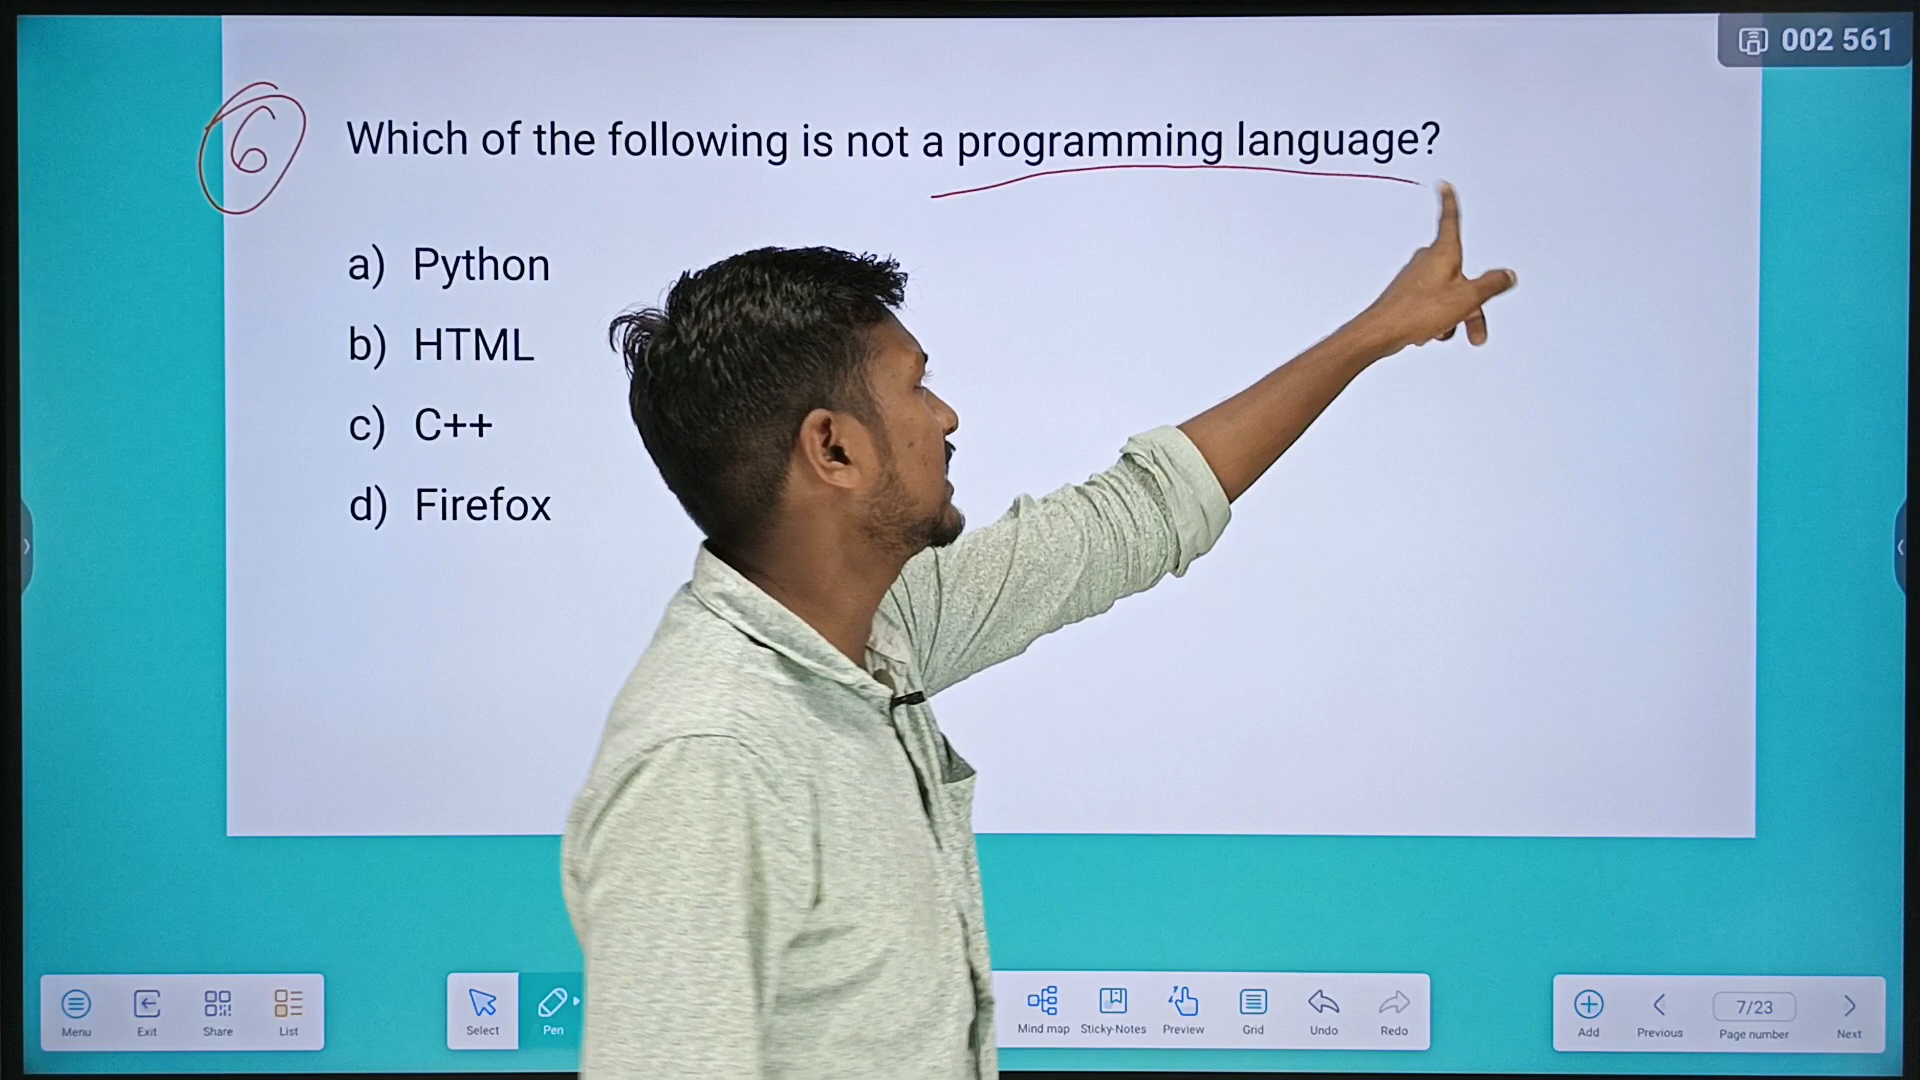 002 561
6 Which of the following is not a programming language?
a) Python
b) HTML
c) C++
d) Firefox
Menu Exit Share List Select Pen Mind map Sticky-Notes Preview Grid Undo Redo Add Previous 7/23 Page number Next